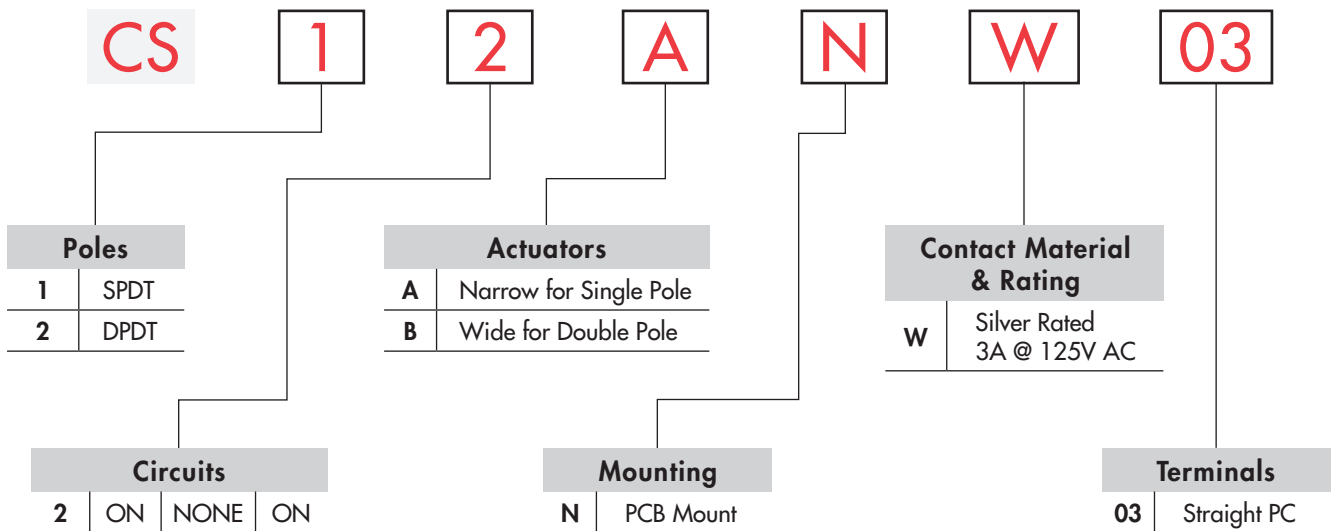 CS 1 2 A N W 03
Poles
1 SPDT
2 DPDT
Actuators
A Narrow for Single Pole
B Wide for Double Pole
Contact Material
& Rating
W Silver Rated
3A @ 125V AC
Circuits
2 ON NONE ON
Mounting
N PCB Mount
Terminals
03 Straight PC